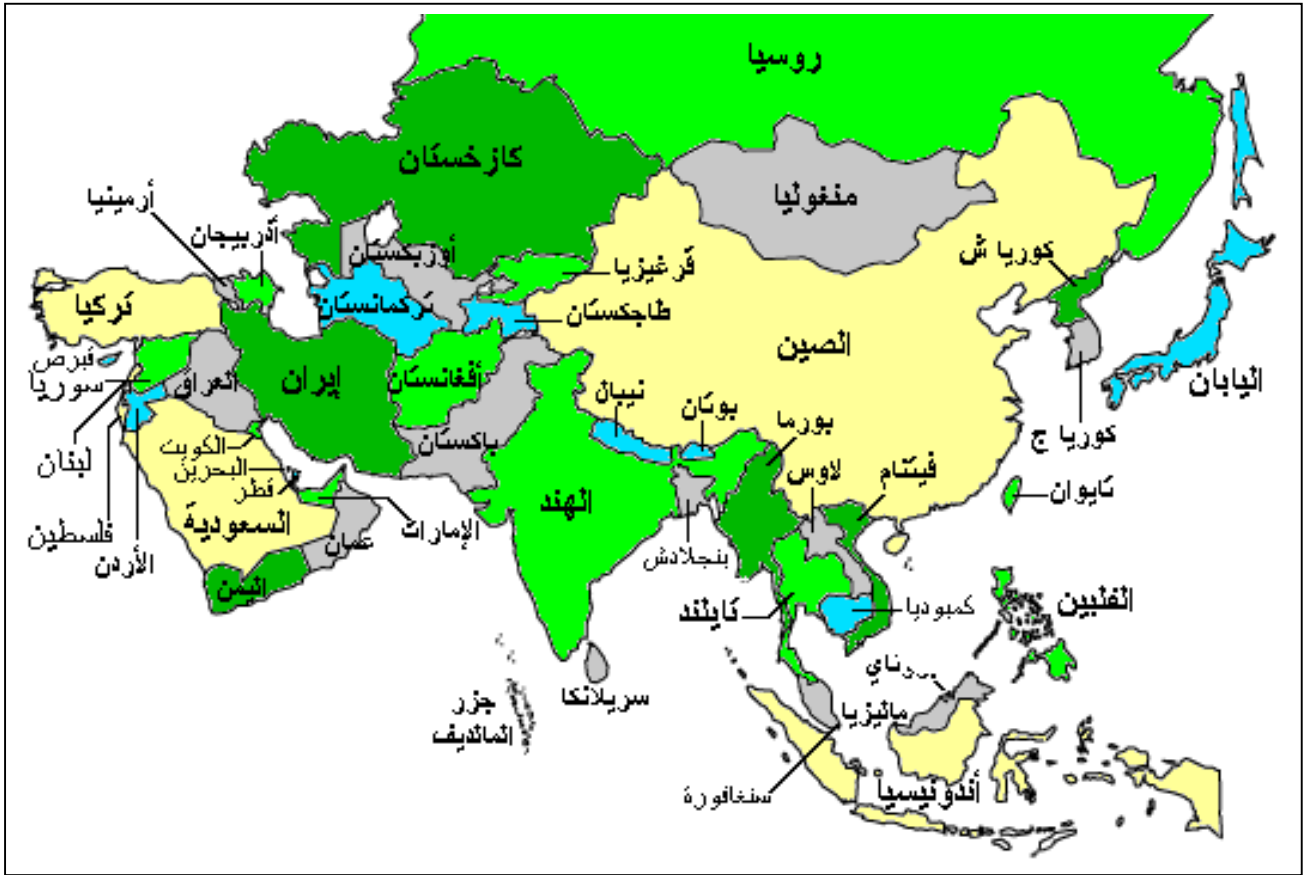 روسيا
كازخستان
منغوليا
أرمينيا
أذربيجان
أوزبكستان
قرغيزيا
كوريا ش
تركيا
تركمانستان
طاجكستان
الصين
قبرص
سوريا
العراق
إيران
أفغانستان
نيبال
بوتان
بورما
اليابان
كوريا ج
لبنان
الكويت
باكستان
البحرين
قطر
لاوس
فيتنام
تايوان
فلسطين
الأردن
السعودية
الإمارات
الهند
عمان
بنجلادش
اليمن
تايلند
كمبوديا
الفلبين
سريلانكا
جزر
المالديف
ماليزيا
سنغافورة
أندونيسيا